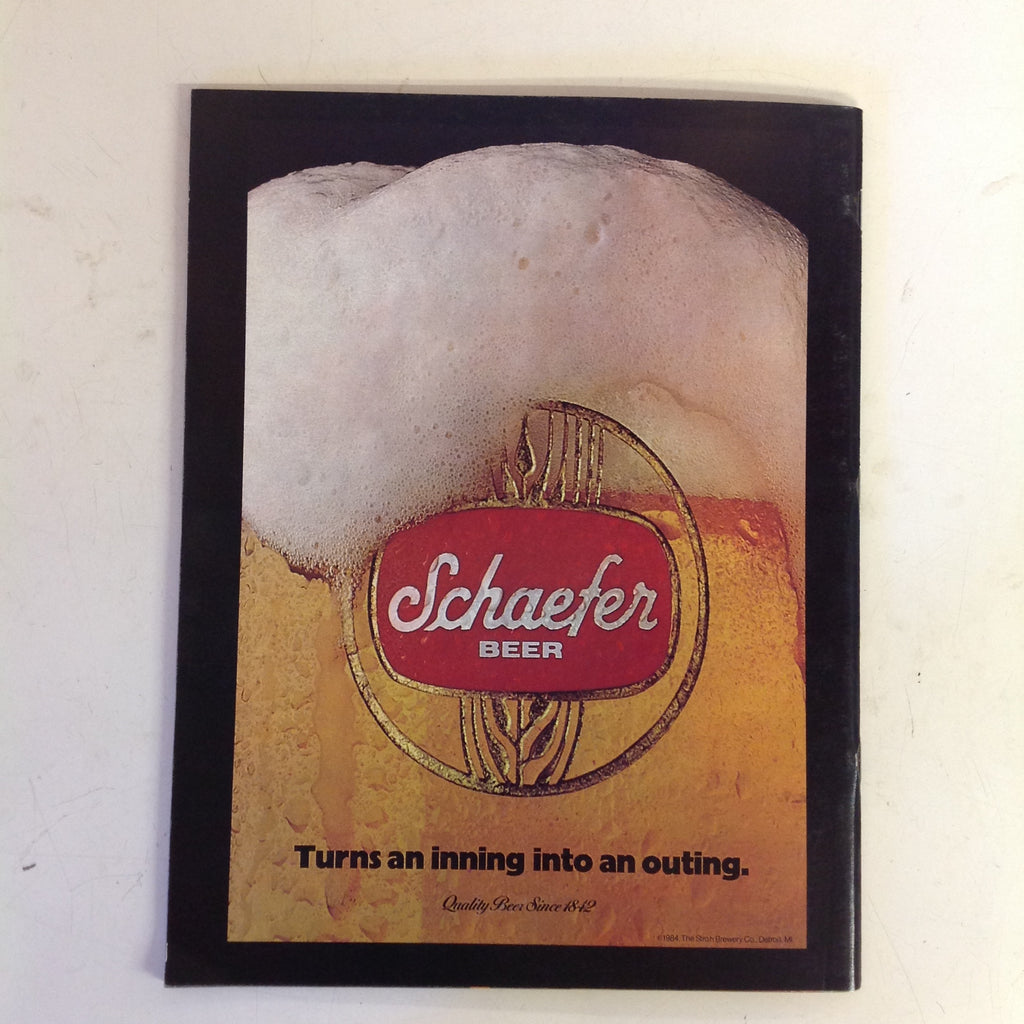 Schaefer
BEER
Turns an inning into an outing.
Quality Beer Since 1842
©1984 The Stroh Brewery Co., Detroit, MI